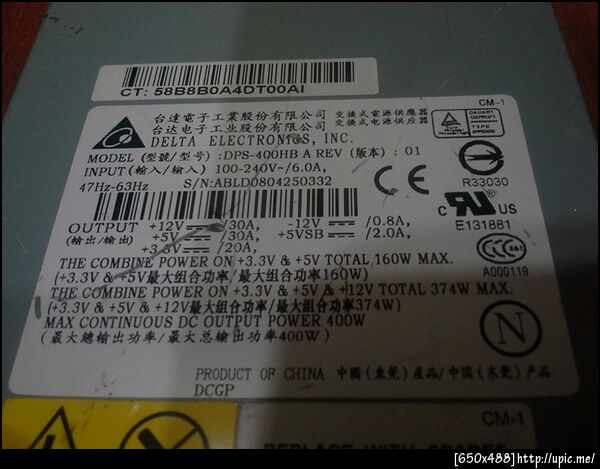 CT: 58B8B0A4DT00AI
CM-1
台達電子工業股份有限公司 交換式電源供應器
台达电子工业股份有限公司 交换式电源供应器
DELTA ELECTRONICS, INC.
TÜV
DAUERGEPRÜFT
TYPE APPROVED
MODEL (型號/型号) :DPS-400HB A REV (版本) : 01
INPUT (輸入/输入) 100-240V~/6.0A,
47Hz-63Hz S/N:ABLD0804250332
CE
R33030
c RU US
E131881
OUTPUT +12V⎓/30A, -12V⎓/0.8A,
(輸出/输出) +5V⎓/30A, +5VSB⎓/2.0A,
+3.3V⎓/20A,
CCC
A000119
THE COMBINE POWER ON +3.3V & +5V TOTAL 160W MAX.
(+3.3V & +5V最大組合功率/最大组合功率160W)
THE COMBINE POWER ON +3.3V & +5V & +12V TOTAL 374W MAX.
(+3.3V & +5V & +12V最大組合功率/最大组合功率374W)
MAX CONTINUOUS DC OUTPUT POWER 400W
(最大總輸出功率/最大总输出功率400W)
N
PRODUCT OF CHINA 中國(東莞)產品/中国(东莞)产品
DCGP
CM-1
[650x488]http://upic.me/